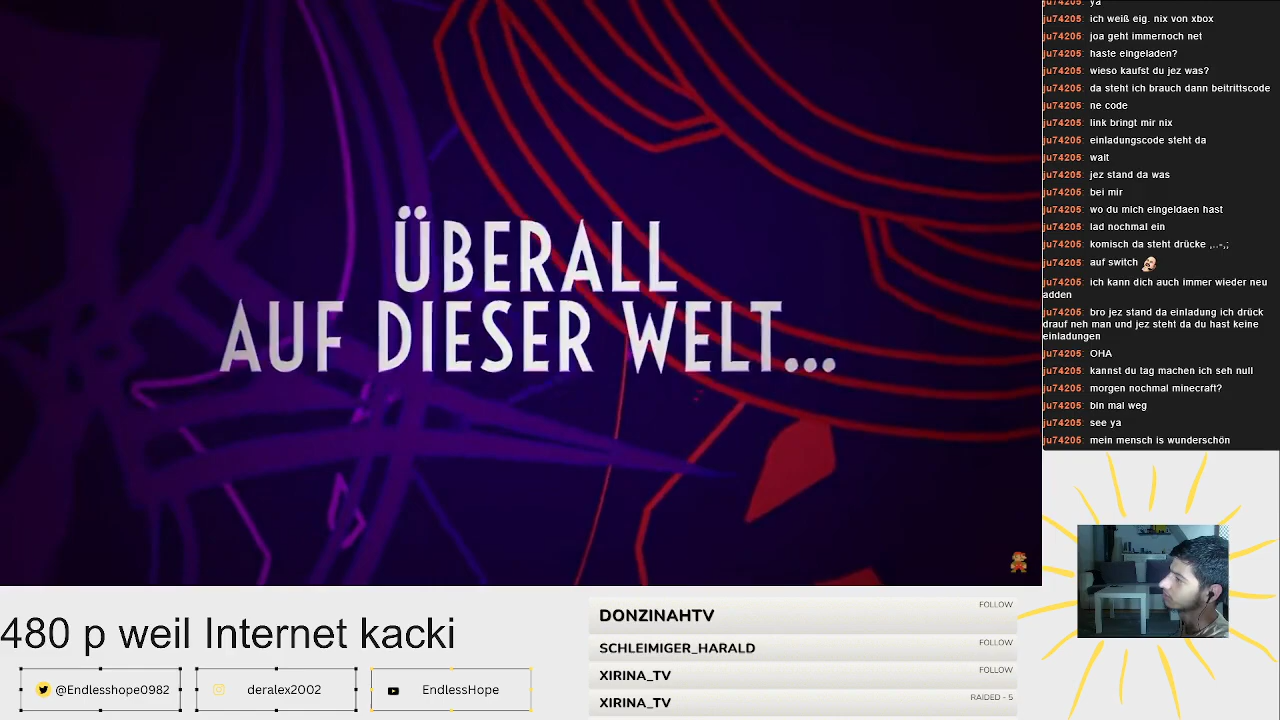 ÜBERALL
AUF DIESER WELT...
ju74205: ya
ju74205: ich weiß eig. nix von xbox
ju74205: joa geht immernoch net
ju74205: haste eingeladen?
ju74205: wieso kaufst du jez was?
ju74205: da steht ich brauch dann beitrittscode
ju74205: ne code
ju74205: link bringt mir nix
ju74205: einladungscode steht da
ju74205: wait
ju74205: jez stand da was
ju74205: bei mir
ju74205: wo du mich eingeldaen hast
ju74205: lad nochmal ein
ju74205: komisch da steht drücke ,..-,;
ju74205: auf switch
ju74205: ich kann dich auch immer wieder neu
adden
ju74205: bro jez stand da einladung ich drück
drauf neh man und jez steht da du hast keine
einladungen
ju74205: OHA
ju74205: kannst du tag machen ich seh null
ju74205: morgen nochmal minecraft?
ju74205: bin mal weg
ju74205: see ya
ju74205: mein mensch is wunderschön
480 p weil Internet kacki
@Endlesshope0982
deralex2002
EndlessHope
DONZINAHTV FOLLOW
SCHLEIMIGER_HARALD FOLLOW
XIRINA_TV FOLLOW
XIRINA_TV RAIDED - 5